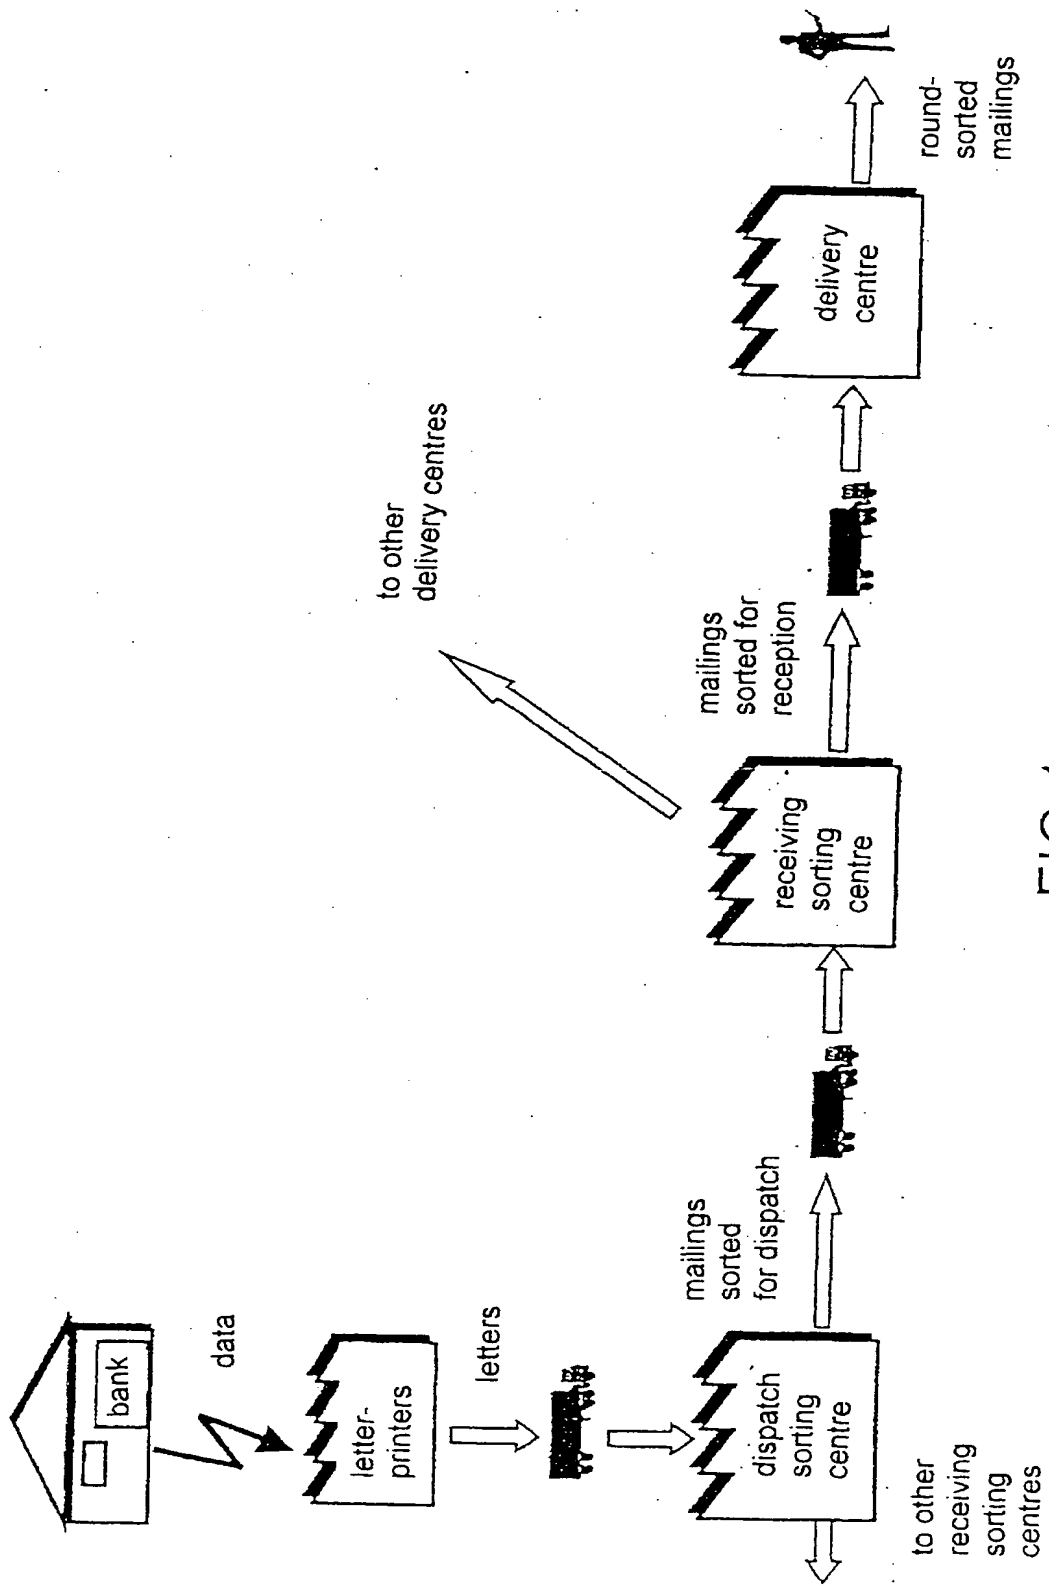 bank
data
letter-
printers
letters
dispatch
sorting
centre
to other
receiving
sorting
centres
mailings
sorted
for dispatch
receiving
sorting
centre
to other
delivery centres
mailings
sorted for
reception
delivery
centre
round-
sorted
mailings